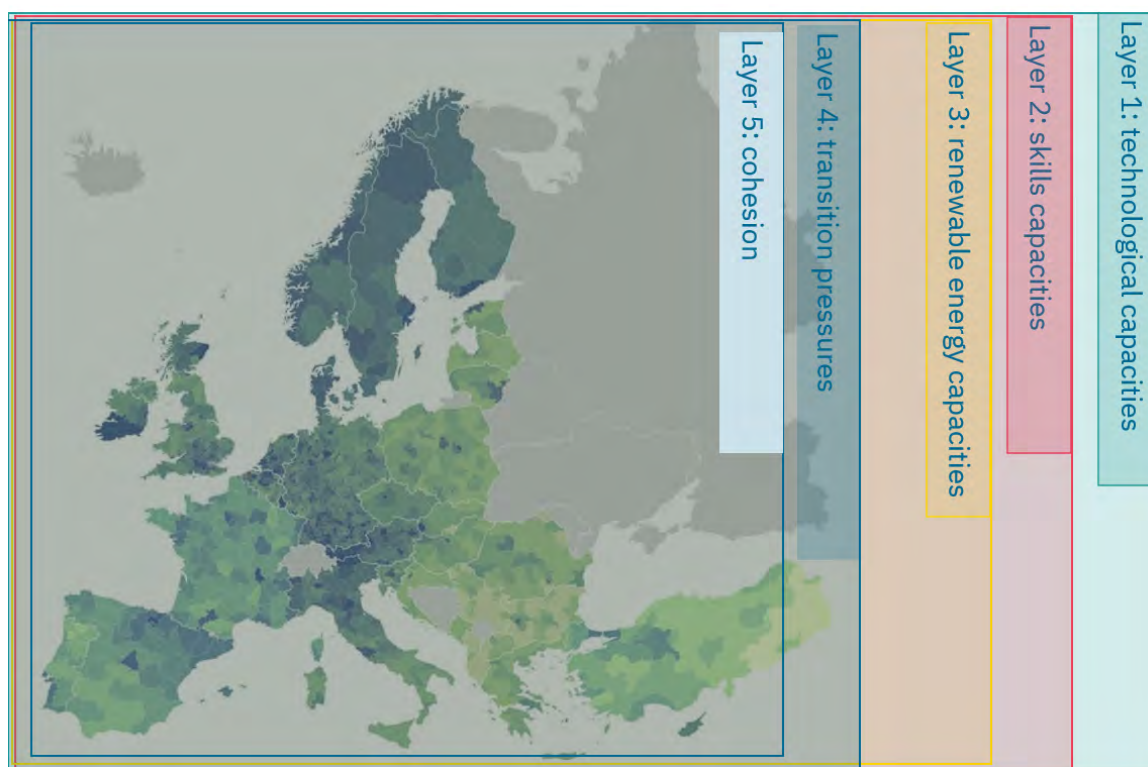 Layer 1: technological capacities
Layer 2: skills capacities
Layer 3: renewable energy capacities
Layer 4: transition pressures
Layer 5: cohesion